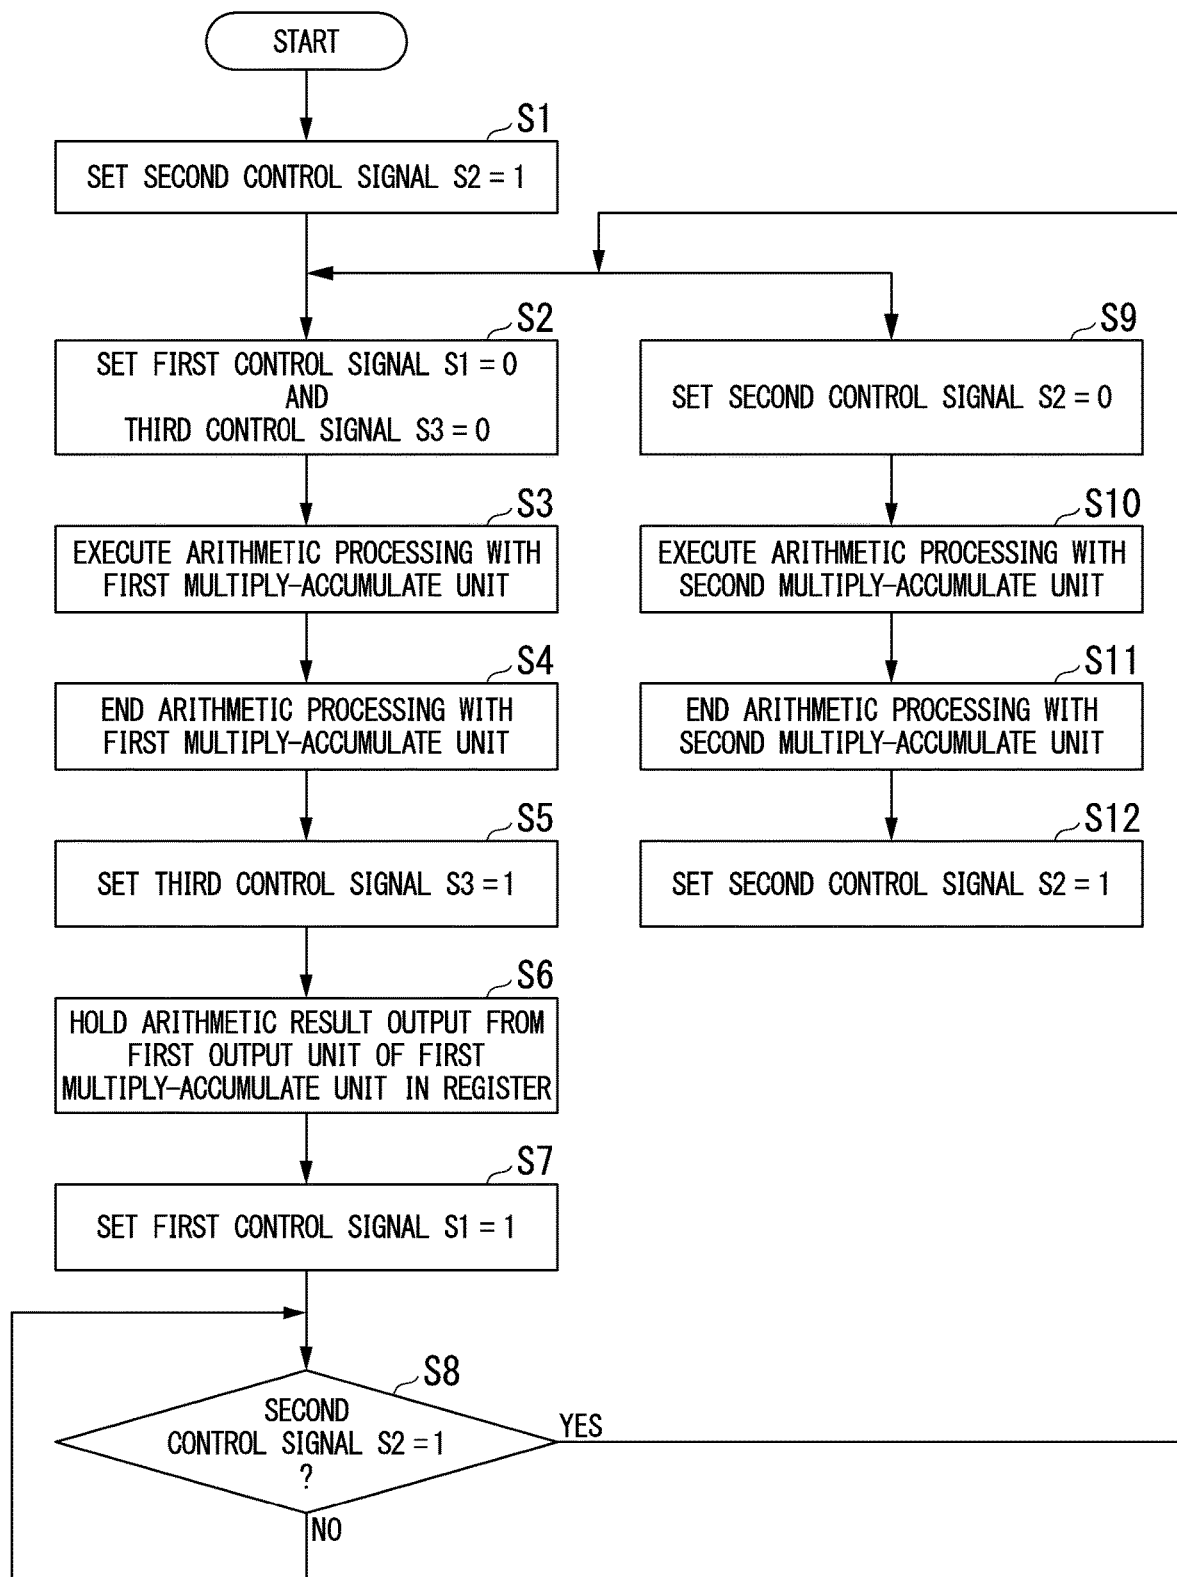 START
S1
SET SECOND CONTROL SIGNAL S2 = 1
S2
SET FIRST CONTROL SIGNAL S1 = 0
AND
THIRD CONTROL SIGNAL S3 = 0
S3
EXECUTE ARITHMETIC PROCESSING WITH
FIRST MULTIPLY-ACCUMULATE UNIT
S4
END ARITHMETIC PROCESSING WITH
FIRST MULTIPLY-ACCUMULATE UNIT
S5
SET THIRD CONTROL SIGNAL S3 = 1
S6
HOLD ARITHMETIC RESULT OUTPUT FROM
FIRST OUTPUT UNIT OF FIRST
MULTIPLY-ACCUMULATE UNIT IN REGISTER
S7
SET FIRST CONTROL SIGNAL S1 = 1
S8
SECOND
CONTROL SIGNAL S2 = 1
?
YES
NO
S9
SET SECOND CONTROL SIGNAL S2 = 0
S10
EXECUTE ARITHMETIC PROCESSING WITH
SECOND MULTIPLY-ACCUMULATE UNIT
S11
END ARITHMETIC PROCESSING WITH
SECOND MULTIPLY-ACCUMULATE UNIT
S12
SET SECOND CONTROL SIGNAL S2 = 1